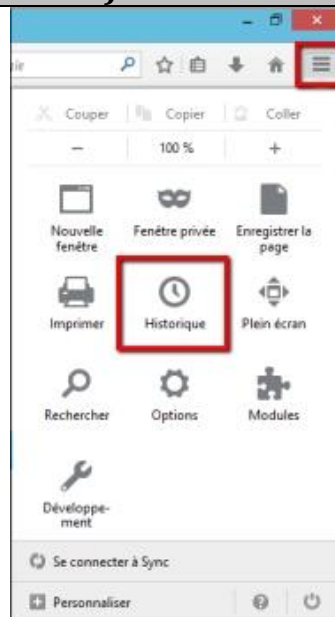 Couper Copier Coller
− 100 % +
Nouvelle fenêtre Fenêtre privée Enregistrer la page
Imprimer Historique Plein écran
Rechercher Options Modules
Développe-
ment
Se connecter à Sync
Personnaliser